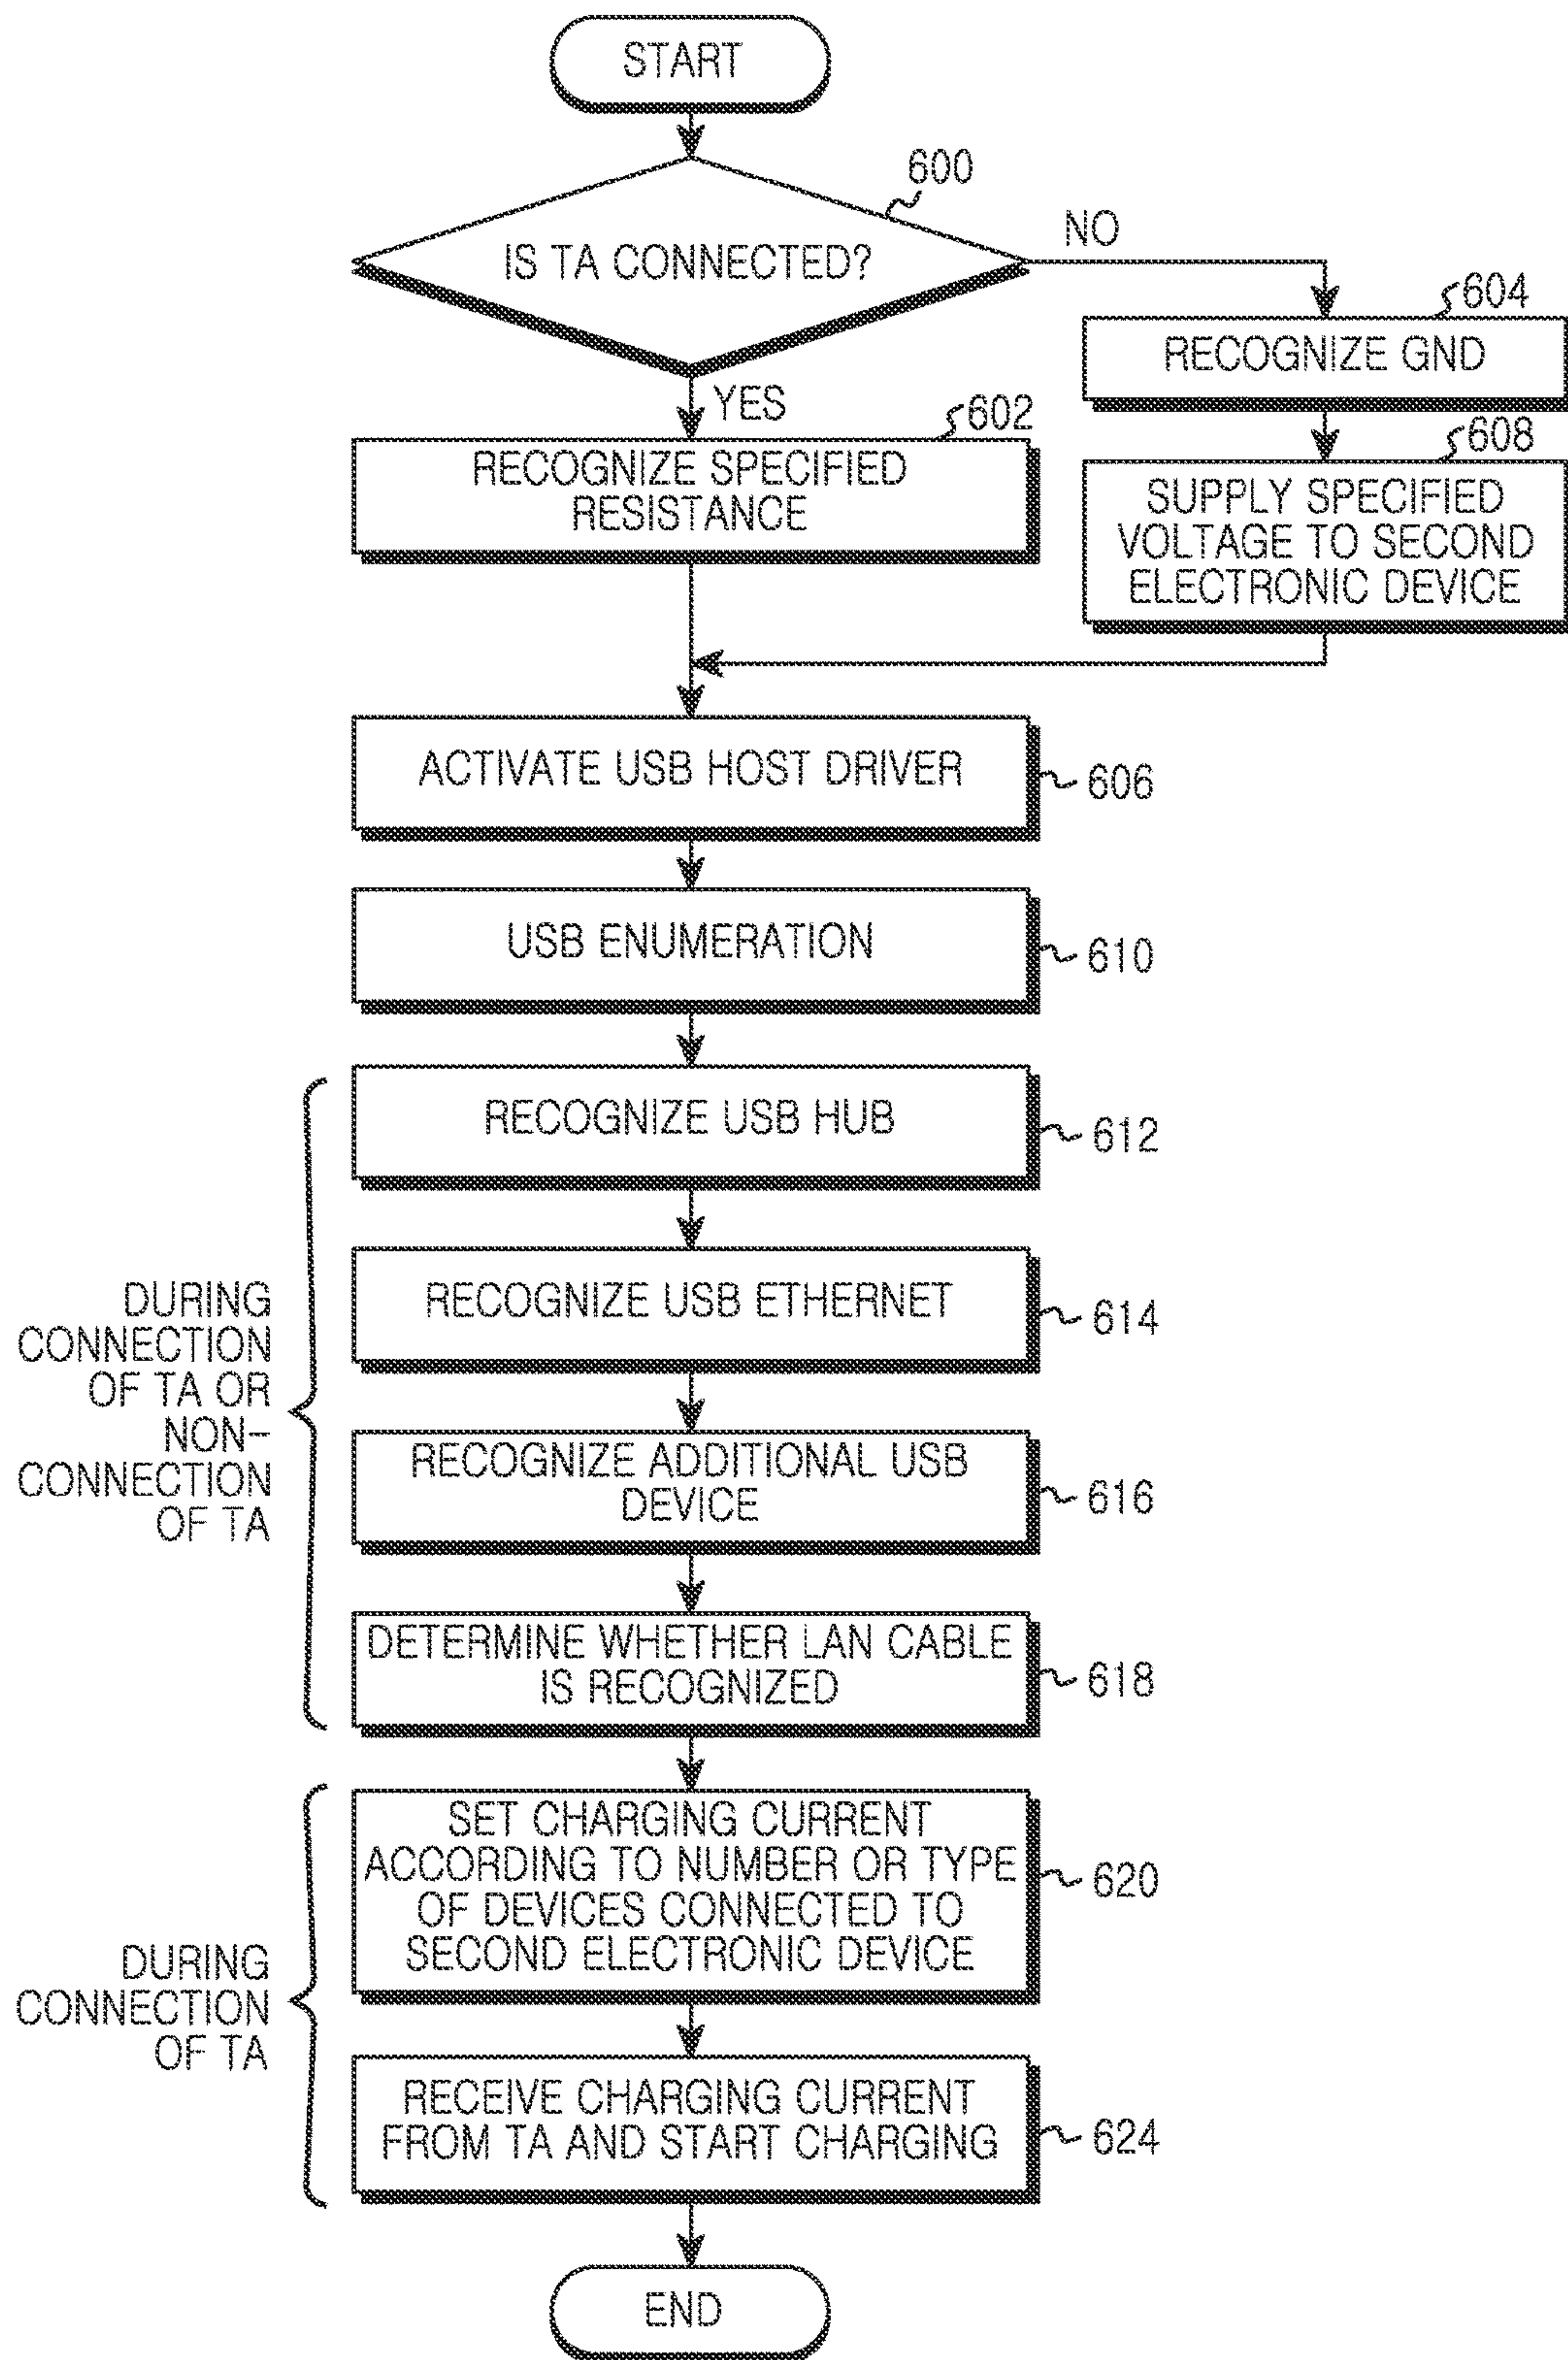 START
600
IS TA CONNECTED?
NO
604
RECOGNIZE GND
YES
602
RECOGNIZE SPECIFIED
RESISTANCE
608
SUPPLY SPECIFIED
VOLTAGE TO SECOND
ELECTRONIC DEVICE
ACTIVATE USB HOST DRIVER
606
USB ENUMERATION
610
DURING
CONNECTION
OF TA OR
NON-
CONNECTION
OF TA
RECOGNIZE USB HUB
612
RECOGNIZE USB ETHERNET
614
RECOGNIZE ADDITIONAL USB
DEVICE
616
DETERMINE WHETHER LAN CABLE
IS RECOGNIZED
618
DURING
CONNECTION
OF TA
SET CHARGING CURRENT
ACCORDING TO NUMBER OR TYPE
OF DEVICES CONNECTED TO
SECOND ELECTRONIC DEVICE
620
RECEIVE CHARGING CURRENT
FROM TA AND START CHARGING
624
END